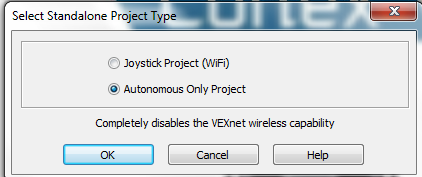 Select Standalone Project Type
Joystick Project (WiFi)
Autonomous Only Project
Completely disables the VEXnet wireless capability
OK
Cancel
Help